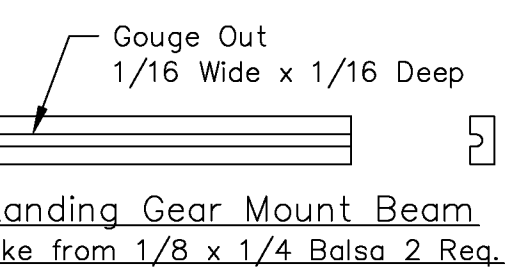 Gouge Out
1/16 Wide x 1/16 Deep
Landing Gear Mount Beam
ke from 1/8 x 1/4 Balsa 2 Req.